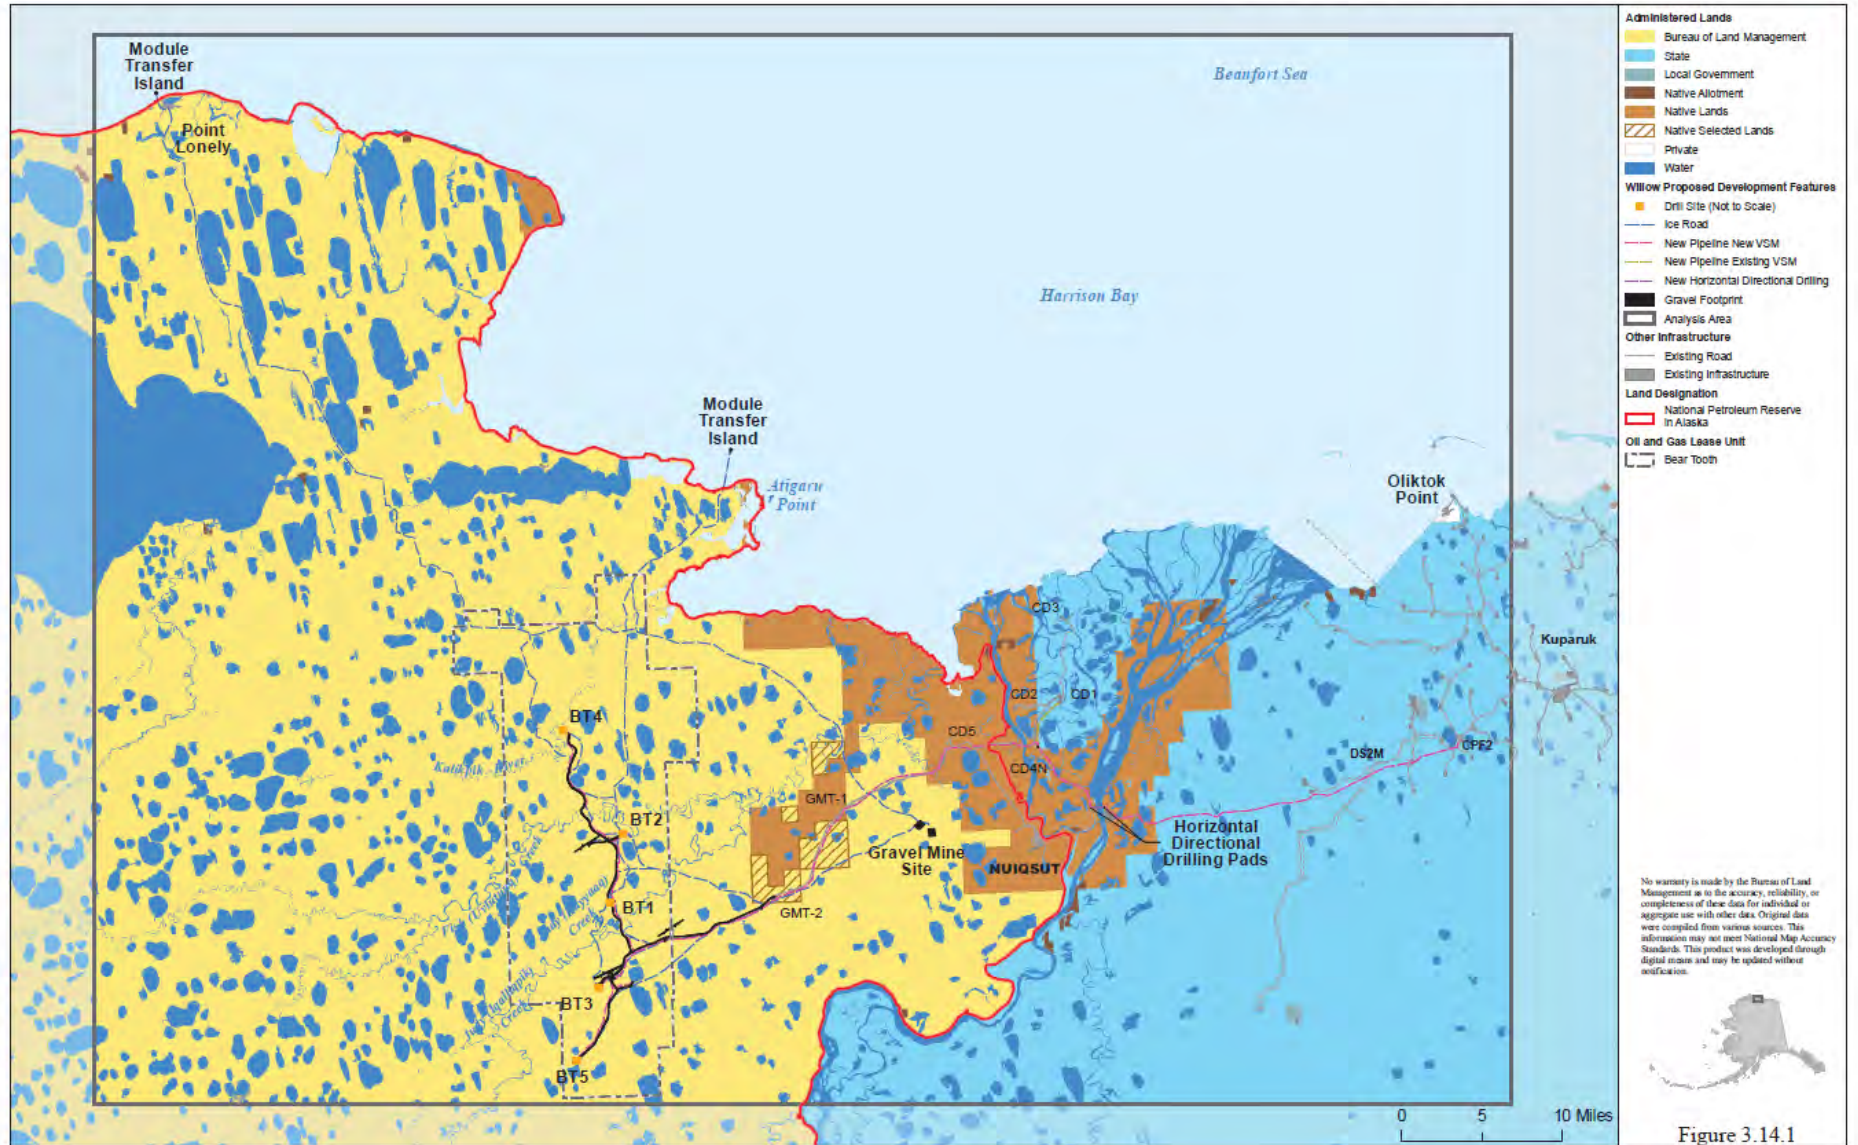 Module
Transfer
Island
Point
Lonely
Beaufort Sea
Harrison Bay
Module
Transfer
Island
Atigaru
Point
Oliktok
Point
Kuparuk
CD3
CD2
CD1
CD5
CD4N
DS2M
CPF2
BT4
BT2
BT1
BT3
BT5
GMT-1
GMT-2
Gravel Mine
Site
NUIQSUT
Horizontal
Directional
Drilling Pads
Creek
Creek
Creek
0 5 10 Miles
Administered Lands
Bureau of Land Management
State
Local Government
Native Allotment
Native Lands
Native Selected Lands
Private
Water
Willow Proposed Development Features
Drill Site (Not to Scale)
Ice Road
New Pipeline New VSM
New Pipeline Existing VSM
New Horizontal Directional Drilling
Gravel Footprint
Analysis Area
Other Infrastructure
Existing Road
Existing Infrastructure
Land Designation
National Petroleum Reserve
in Alaska
Oil and Gas Lease Unit
Bear Tooth
No warranty is made by the Bureau of Land
Management as to the accuracy, reliability, or
completeness of these data for individual or
aggregate use with other data. Original data
were compiled from various sources. This
information may not meet National Map Accuracy
Standards. This product was developed through
digital means and may be updated without
notification.
Figure 3.14.1